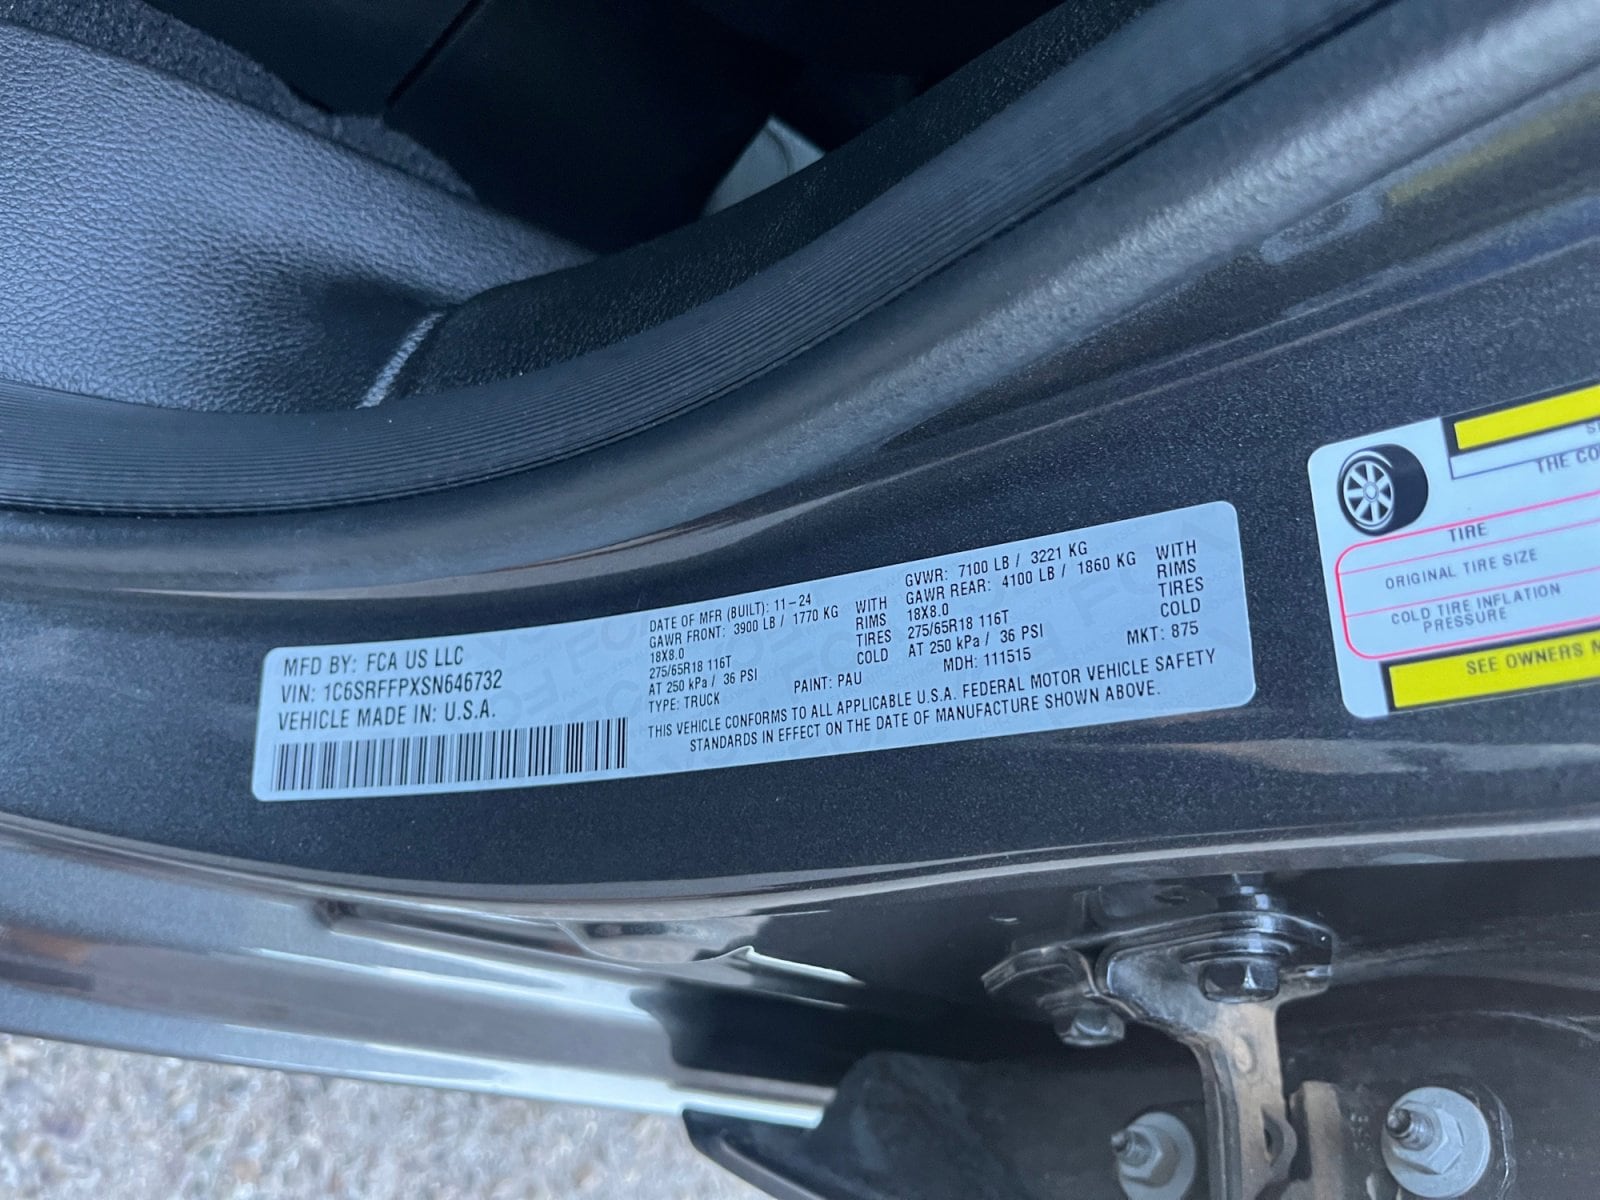 MFD BY: FCA US LLC
VIN: 1C6SRFFPXSN646732
VEHICLE MADE IN: U.S.A.
DATE OF MFR (BUILT): 11-24
GAWR FRONT: 3900 LB / 1770 KG WITH
18X8.0 RIMS
275/65R18 116T TIRES
AT 250 kPa / 36 PSI COLD
TYPE: TRUCK PAINT: PAU
GVWR: 7100 LB / 3221 KG
GAWR REAR: 4100 LB / 1860 KG WITH
18X8.0 RIMS
275/65R18 116T TIRES
AT 250 kPa / 36 PSI COLD
MDH: 111515 MKT: 875
THIS VEHICLE CONFORMS TO ALL APPLICABLE U.S.A. FEDERAL MOTOR VEHICLE SAFETY
STANDARDS IN EFFECT ON THE DATE OF MANUFACTURE SHOWN ABOVE.
THE CO
TIRE
ORIGINAL TIRE SIZE
COLD TIRE INFLATION
PRESSURE
SEE OWNERS M